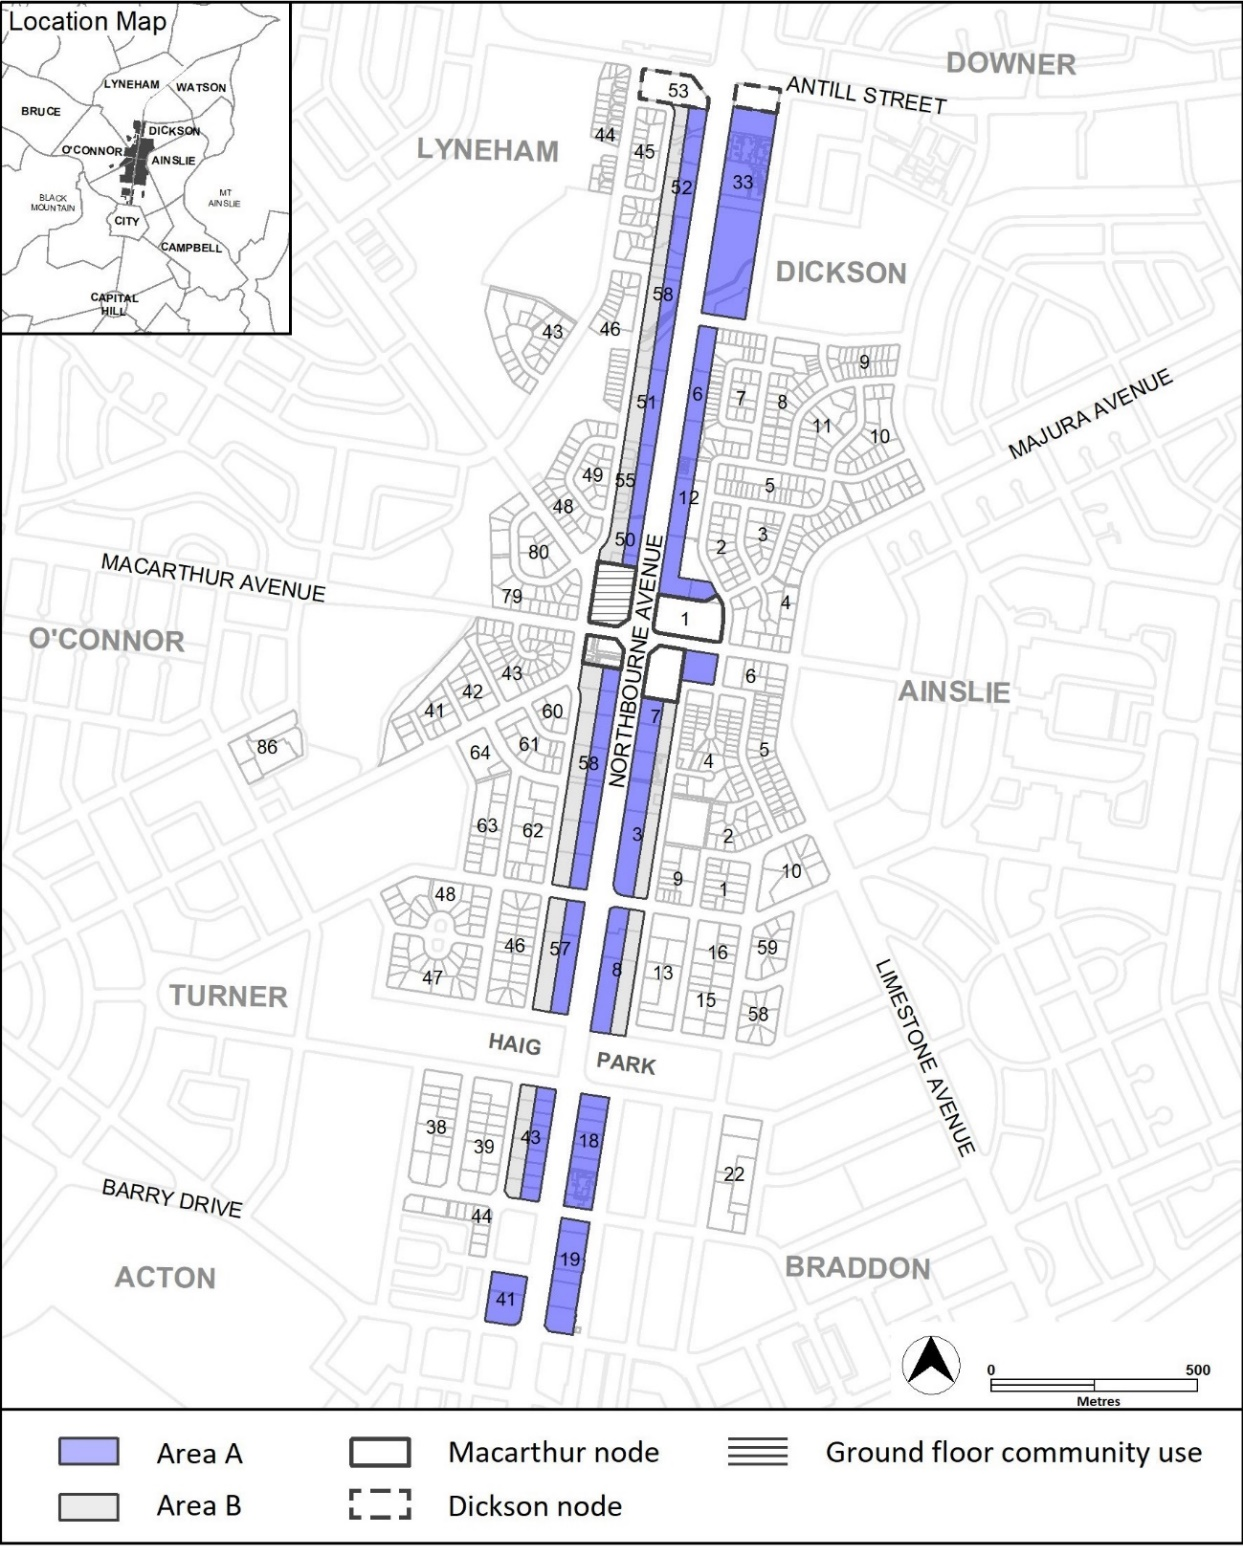 Location Map
LYNEHAM
WATSON
BRUCE
DICKSON
O'CONNOR
AINSLIE
BLACK
MOUNTAIN
MT
AINSLIE
CITY
CAMPBELL
CAPITAL
HILL
DOWNER
ANTILL STREET
53
LYNEHAM
44
45
52
33
DICKSON
58
43
46
9
51
6
7
8
11
10
MAJURA AVENUE
49
55
12
5
48
50
2
3
80
MACARTHUR AVENUE
79
4
1
O'CONNOR
NORTHBOURNE AVENUE
43
6
AINSLIE
42
41
60
7
86
64
61
58
4
5
63
62
3
2
48
9
1
10
46
57
16
59
47
8
13
15
58
TURNER
LIMESTONE AVENUE
HAIG
PARK
38
39
43
18
22
BARRY DRIVE
44
19
ACTON
BRADDON
41
0
500
Metres
Area A
Macarthur node
Ground floor community use
Area B
Dickson node